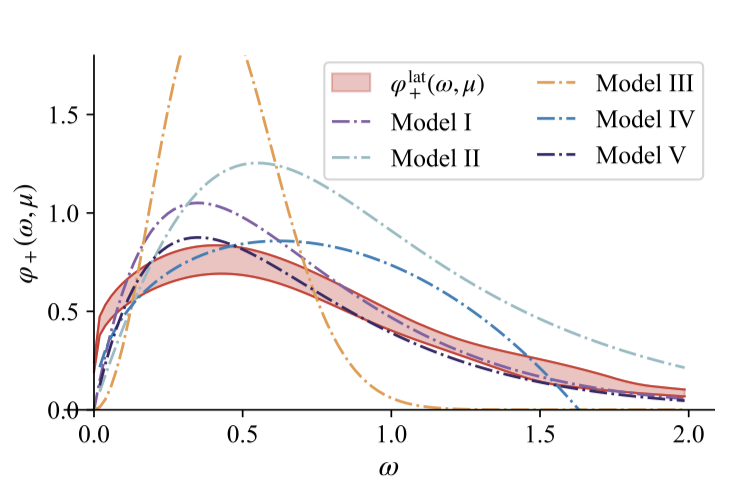 φ₊ˡᵃᵗ(ω, μ)
Model I
Model II
Model III
Model IV
Model V
φ₊(ω, μ)
1.5
1.0
0.5
0.0
0.0
0.5
1.0
1.5
2.0
ω